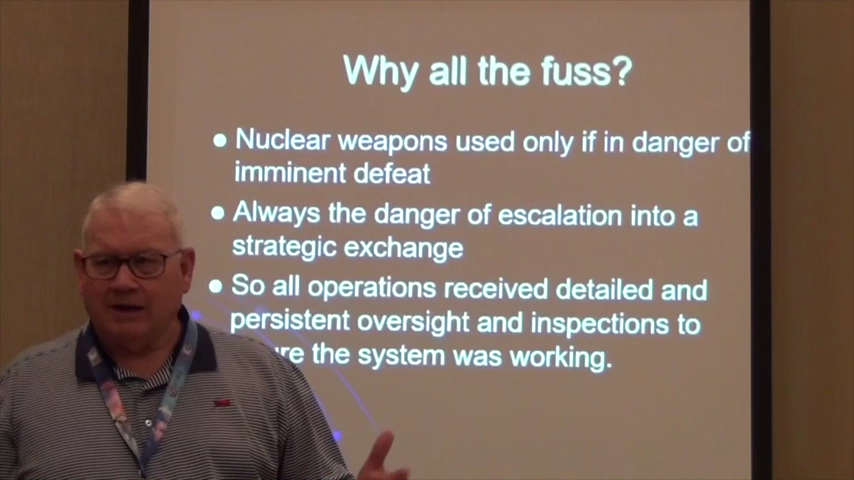 Why all the fuss?
● Nuclear weapons used only if in danger of
imminent defeat
● Always the danger of escalation into a
strategic exchange
● So all operations received detailed and
persistent oversight and inspections to
the system was working.